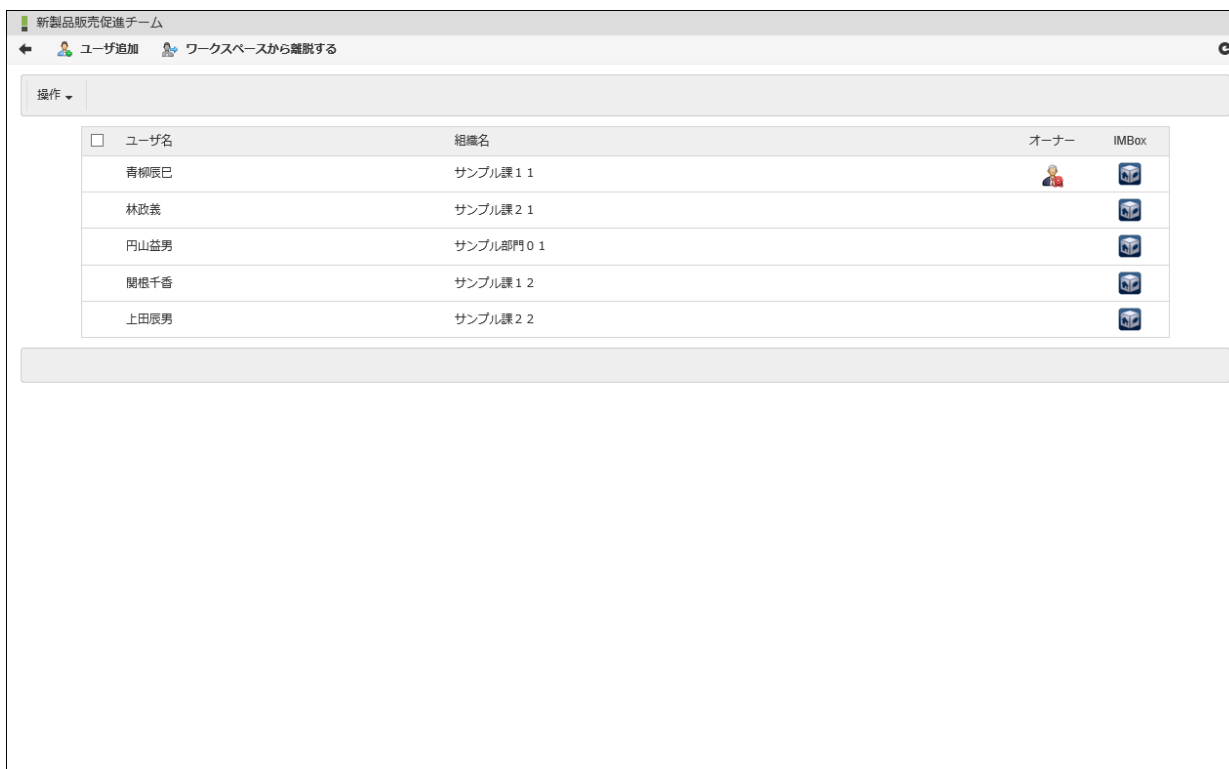 新製品販売促進チーム
ユーザ追加 ワークスペースから離脱する
操作
ユーザ名 組織名 オーナー IMBox
青柳辰巳 サンプル課11
林政義 サンプル課21
円山益男 サンプル部門01
関根千香 サンプル課12
上田辰男 サンプル課22